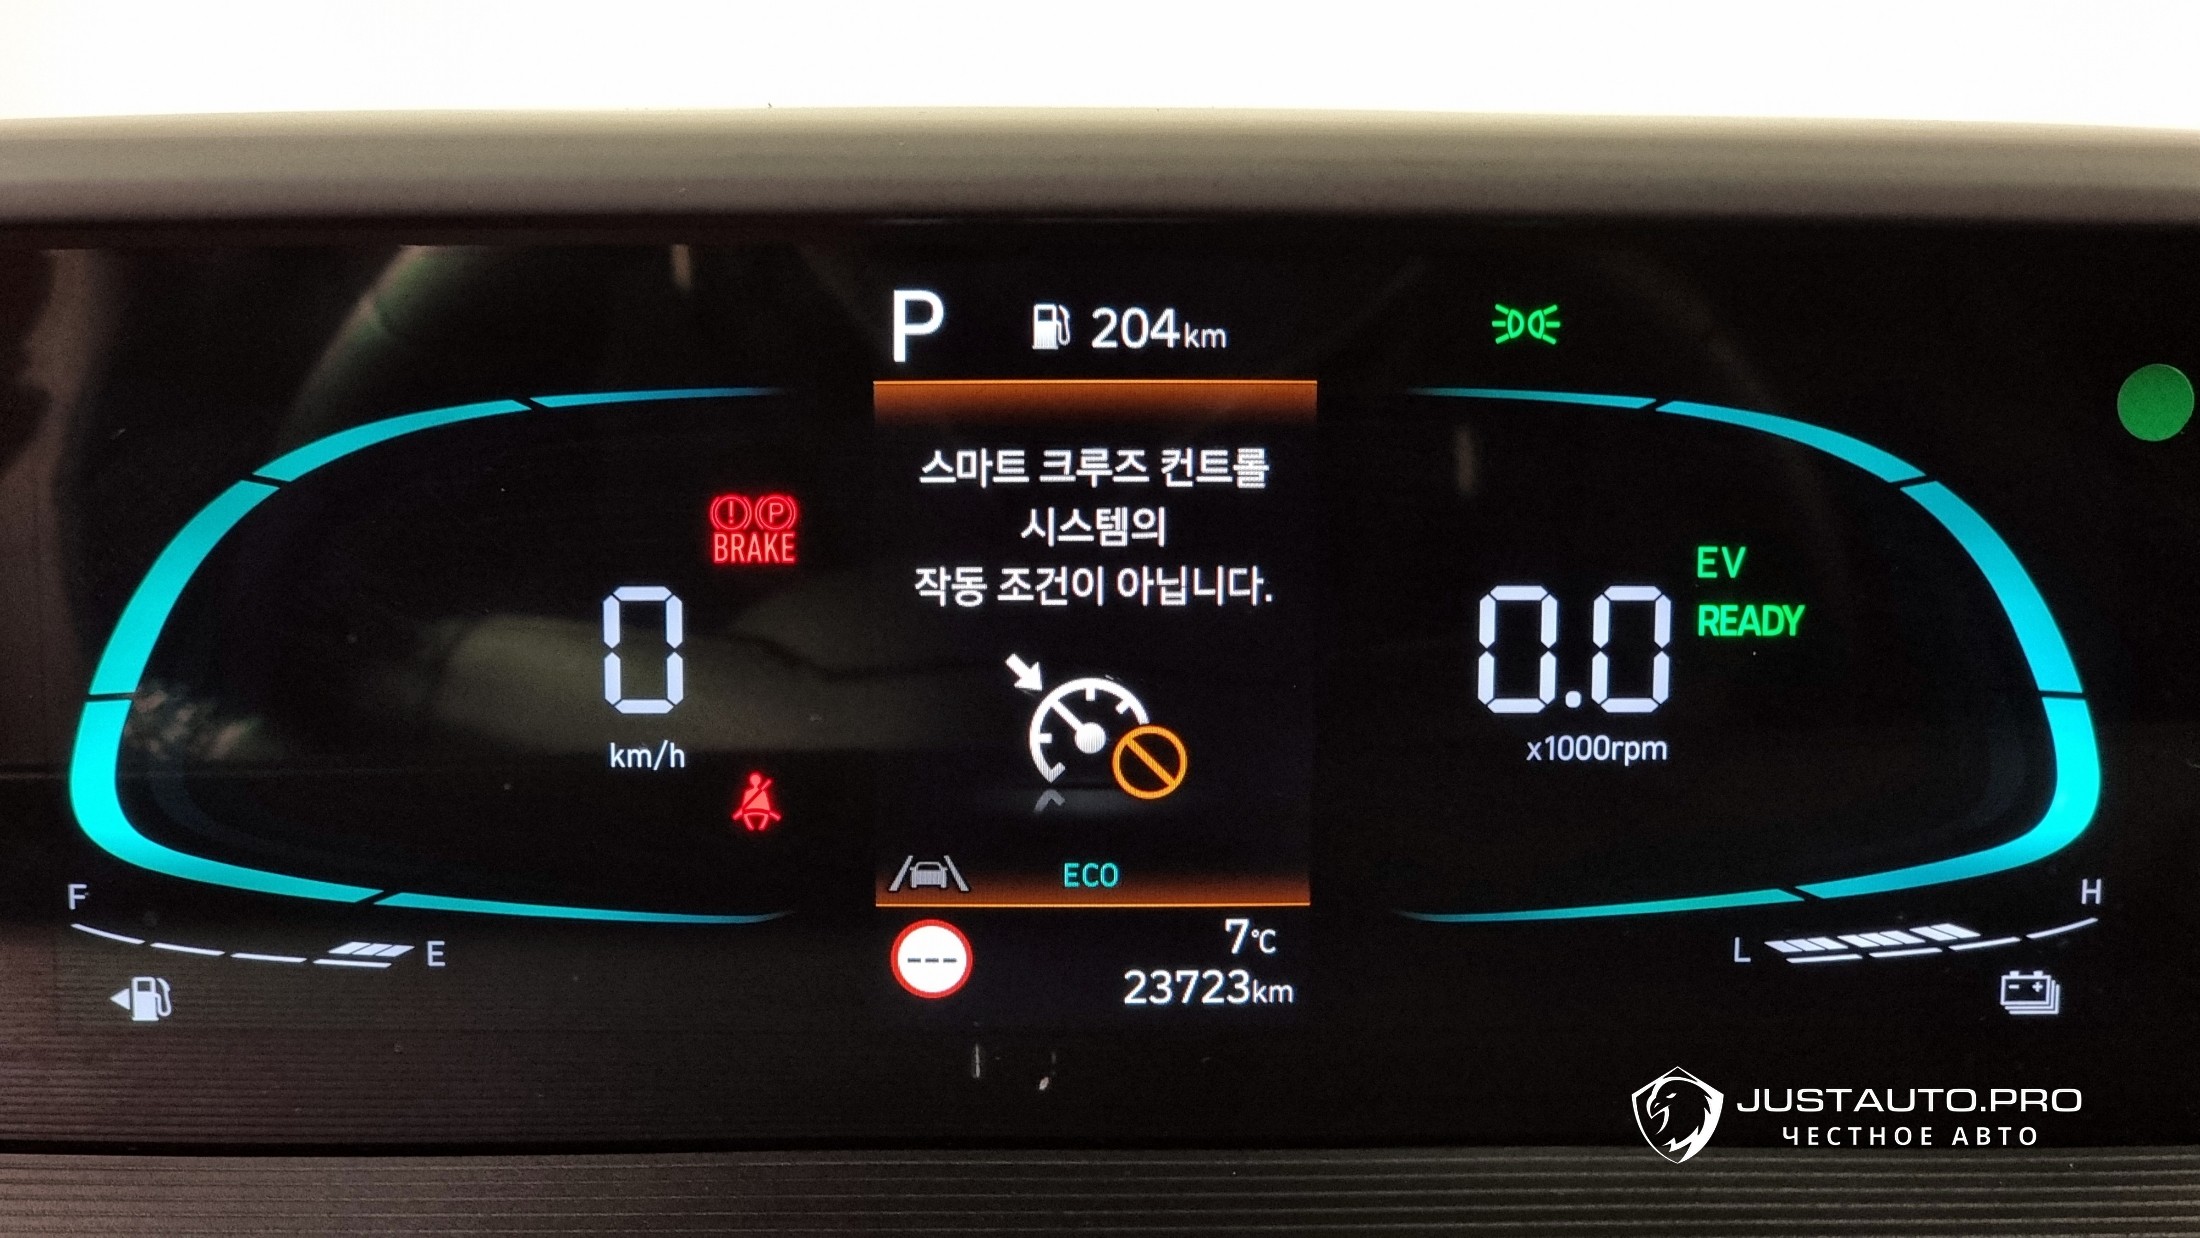 P 204km
스마트 크루즈 컨트롤
시스템의
작동 조건이 아닙니다.
BRAKE
0
km/h
0.0
x1000rpm
EV
READY
ECO
F
E
L
H
---
7°C
23723km
JUSTAUTO.PRO
ЧЕСТНОЕ АВТО